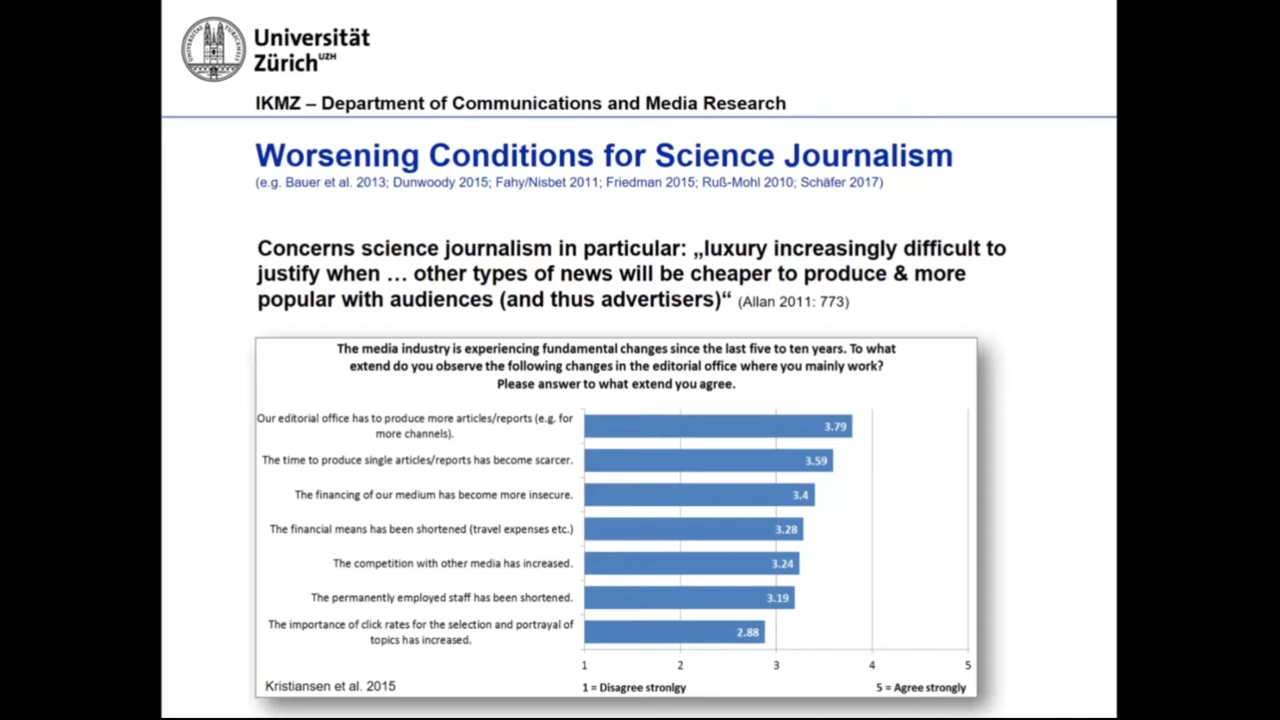 Universität
Zürich UZH
IKMZ – Department of Communications and Media Research
Worsening Conditions for Science Journalism
(e.g. Bauer et al. 2013; Dunwoody 2015; Fahy/Nisbet 2011; Friedman 2015; Ruß-Mohl 2010; Schäfer 2017)
Concerns science journalism in particular: „luxury increasingly difficult to
justify when … other types of news will be cheaper to produce & more
popular with audiences (and thus advertisers)“ (Allan 2011: 773)
The media industry is experiencing fundamental changes since the last five to ten years. To what
extend do you observe the following changes in the editorial office where you mainly work?
Please answer to what extend you agree.
Our editorial office has to produce more articles/reports (e.g. for
more channels).
3.79
The time to produce single articles/reports has become scarcer.
3.59
The financing of our medium has become more insecure.
3.4
The financial means has been shortened (travel expenses etc.)
3.28
The competition with other media has increased.
3.24
The permanently employed staff has been shortened.
3.19
The importance of click rates for the selection and portrayal of
topics has increased.
2.88
1 2 3 4 5
Kristiansen et al. 2015
1 = Disagree stronlgy
5 = Agree strongly